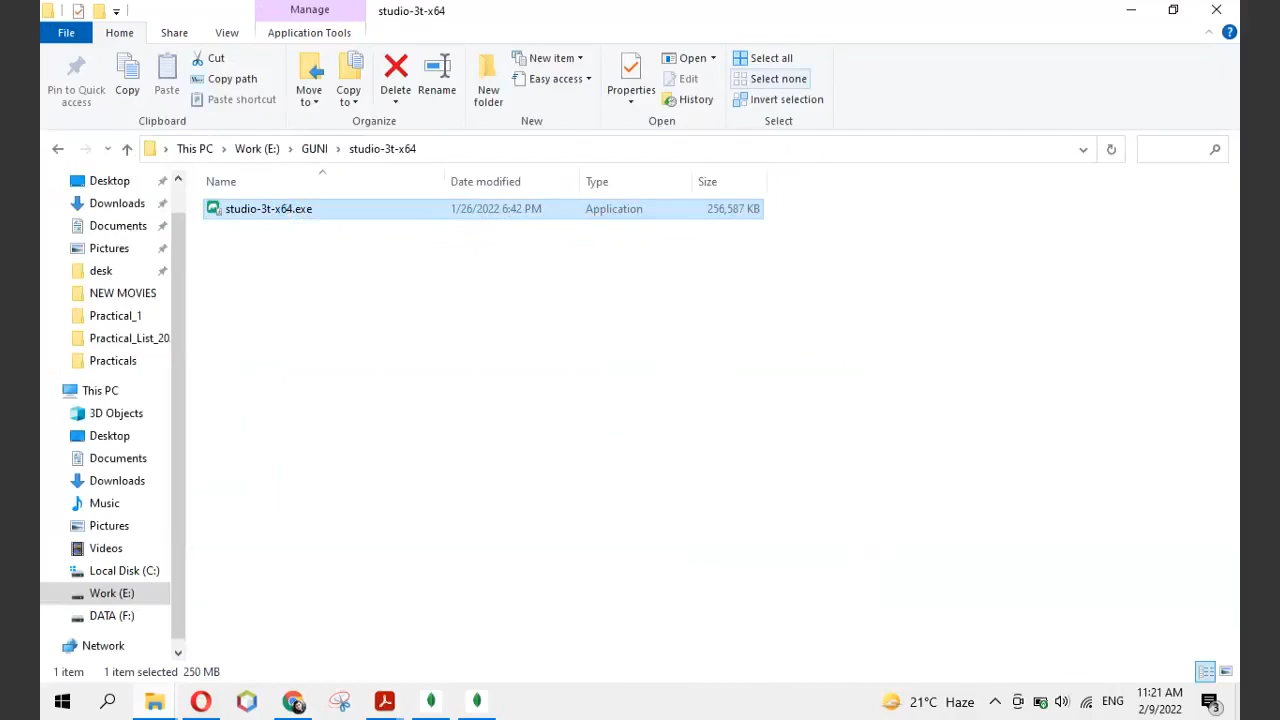 Manage
studio-3t-x64
File
Home
Share
View
Application Tools
Pin to Quick access
Copy
Paste
Cut
Copy path
Paste shortcut
Clipboard
Move to
Copy to
Delete
Rename
Organize
New folder
New item
Easy access
New
Properties
Open
Edit
History
Open
Select all
Select none
Invert selection
Select
This PC > Work (E:) > GUNI > studio-3t-x64
Name
Date modified
Type
Size
studio-3t-x64.exe
1/26/2022 6:42 PM
Application
256,587 KB
Desktop
Downloads
Documents
Pictures
desk
NEW MOVIES
Practical_1
Practical_List_20
Practicals
This PC
3D Objects
Desktop
Documents
Downloads
Music
Pictures
Videos
Local Disk (C:)
Work (E:)
DATA (F:)
Network
1 item
1 item selected 250 MB
21°C Haze
ENG
11:21 AM
2/9/2022
3